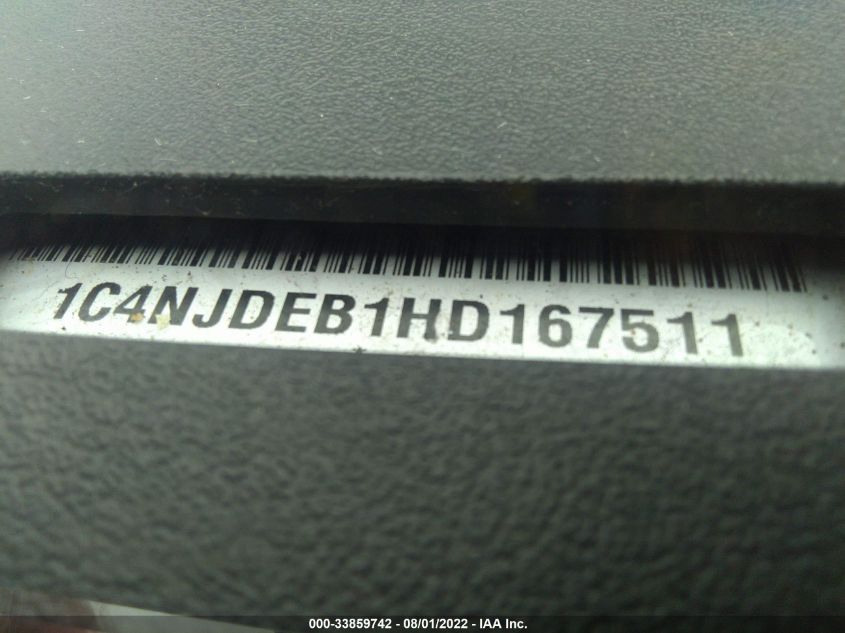 1C4NJDEB1HD167511
000-33859742 - 08/01/2022 - IAA Inc.